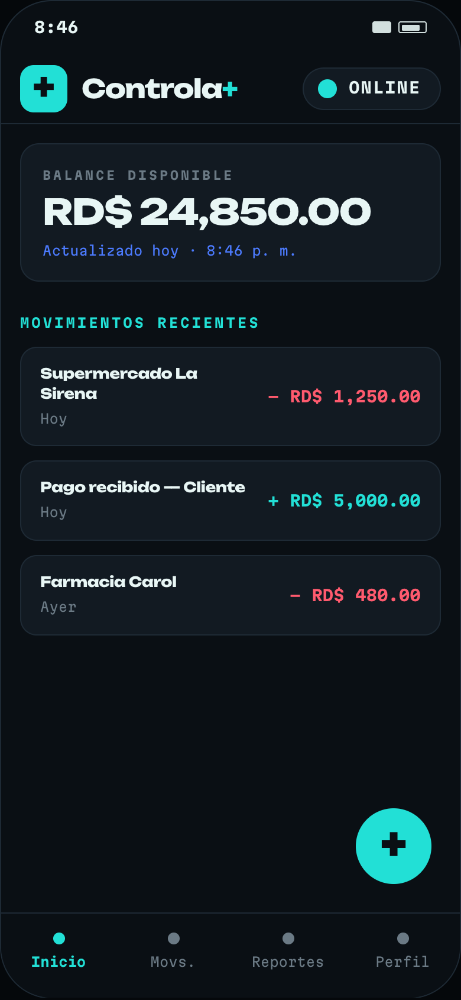 8:46
Controla+
ONLINE
BALANCE DISPONIBLE
RD$ 24,850.00
Actualizado hoy · 8:46 p. m.
MOVIMIENTOS RECIENTES
Supermercado La
Sirena
Hoy
− RD$ 1,250.00
Pago recibido — Cliente
Hoy
+ RD$ 5,000.00
Farmacia Carol
Ayer
− RD$ 480.00
Inicio
Movs.
Reportes
Perfil